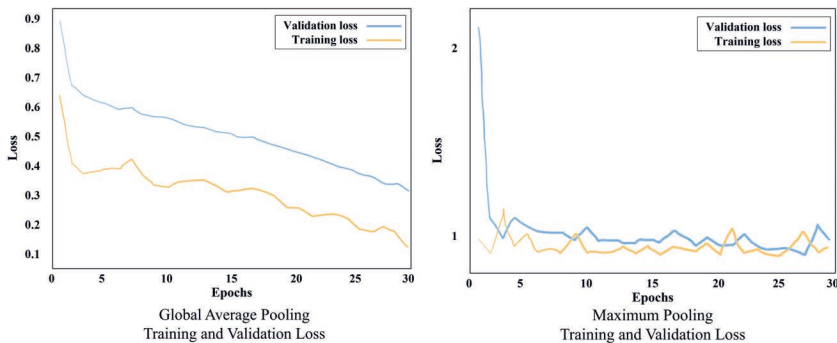 0.9
0.8
0.7
0.6
0.5
0.4
0.3
0.2
0.1
Loss
Validation loss
Training loss
0 5 10 15 20 25 30
Epochs
Global Average Pooling
Training and Validation Loss
2
1
Loss
Validation loss
Training loss
0 5 10 15 20 25 30
Epochs
Maximum Pooling
Training and Validation Loss